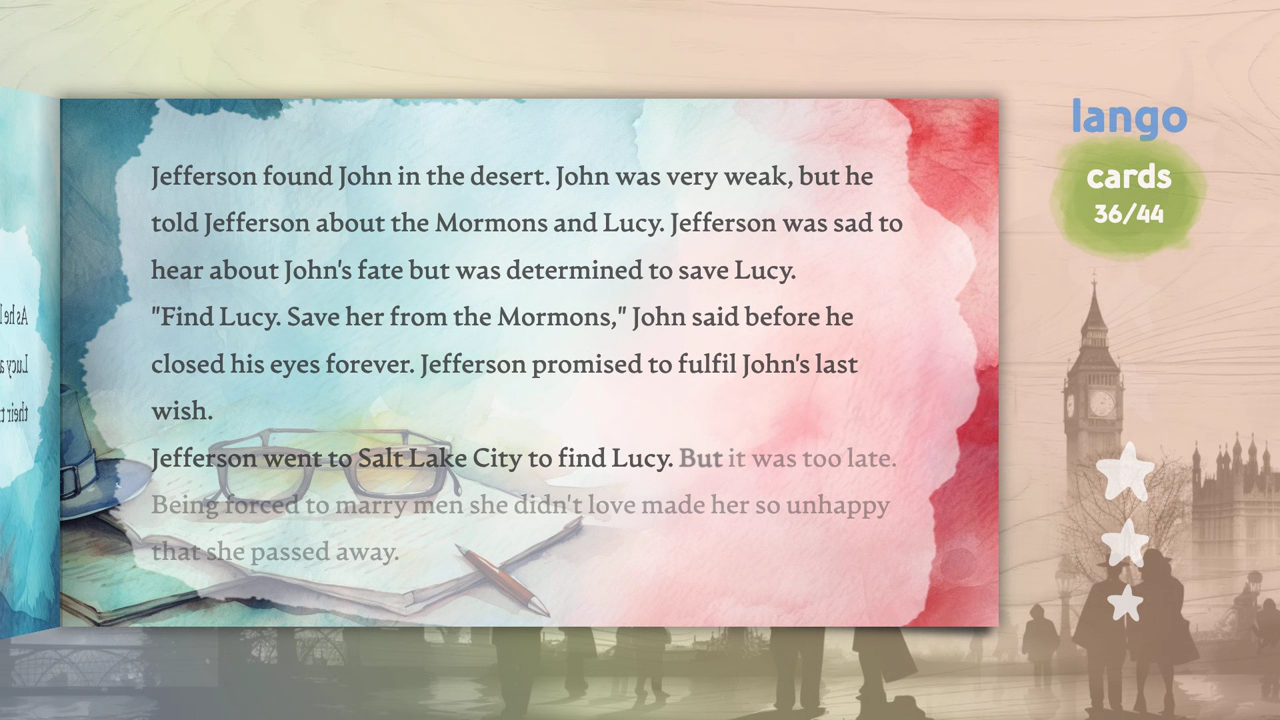 Jefferson found John in the desert. John was very weak, but he
told Jefferson about the Mormons and Lucy. Jefferson was sad to
hear about John's fate but was determined to save Lucy.
"Find Lucy. Save her from the Mormons," John said before he
closed his eyes forever. Jefferson promised to fulfil John's last
wish.
Jefferson went to Salt Lake City to find Lucy. But it was too late.
Being forced to marry men she didn't love made her so unhappy
that she passed away.
lango
cards
36/44